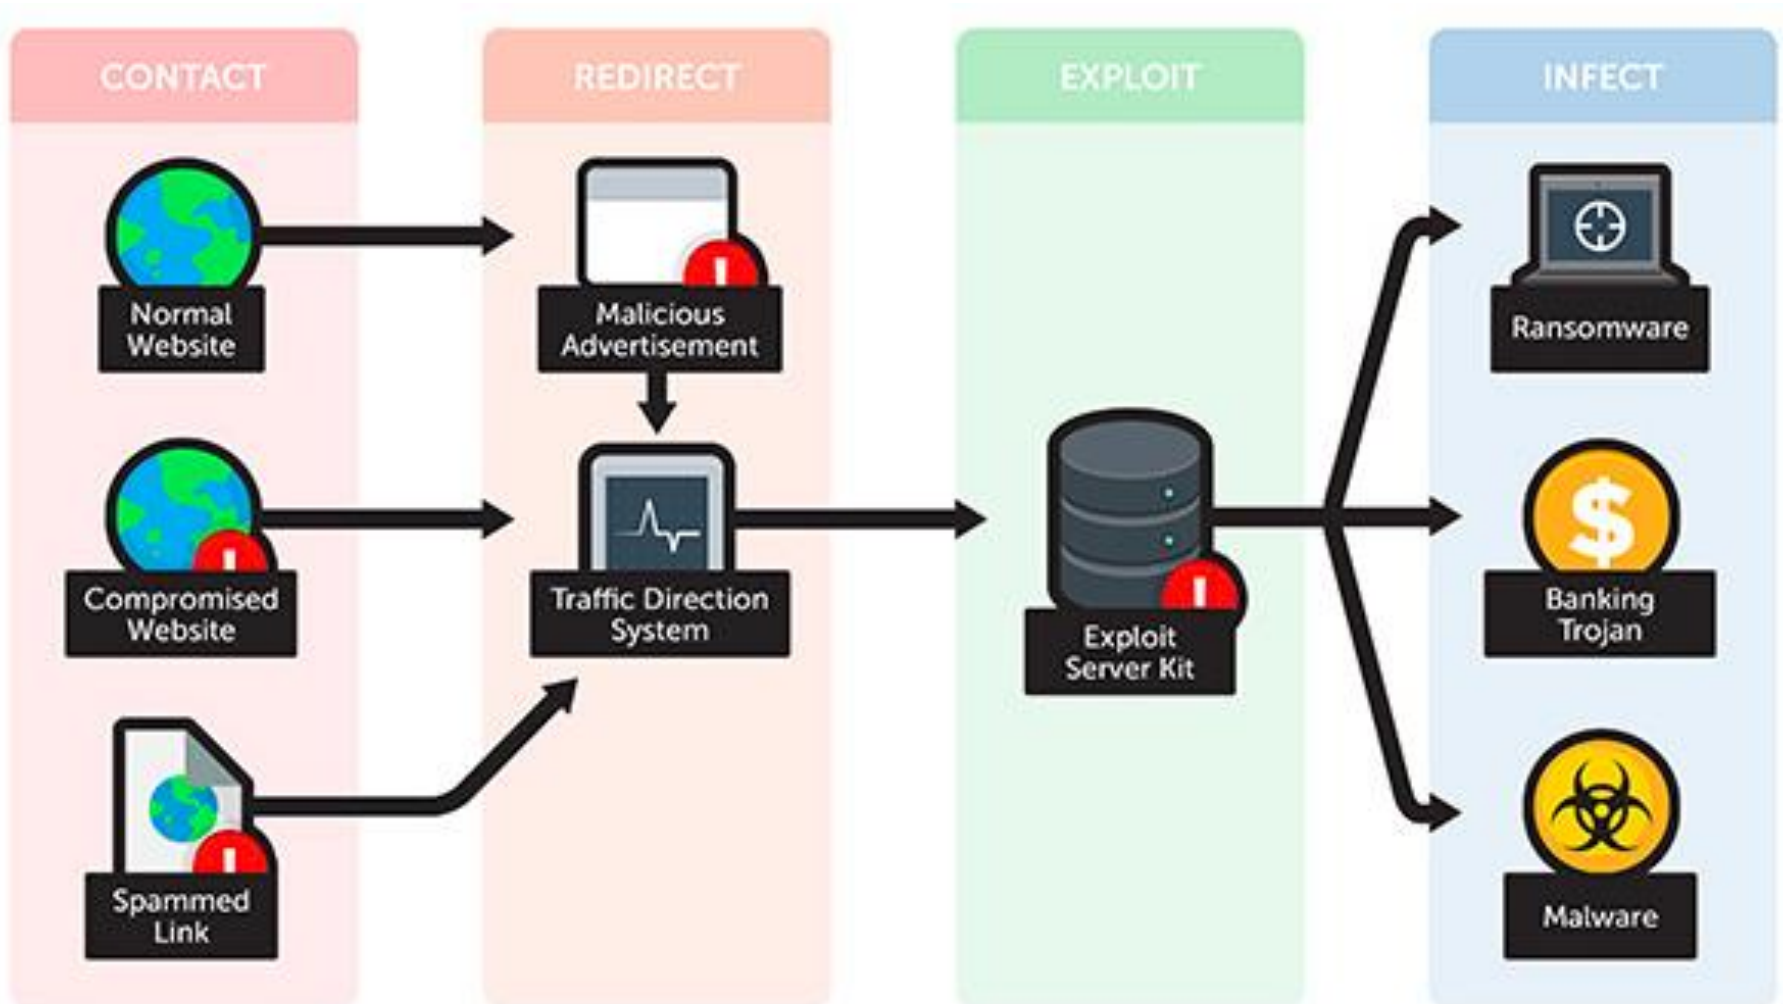 CONTACT
REDIRECT
EXPLOIT
INFECT
Normal
Website
Malicious
Advertisement
Ransomware
Compromised
Website
Traffic Direction
System
Exploit
Server Kit
Banking
Trojan
Spammed
Link
Malware